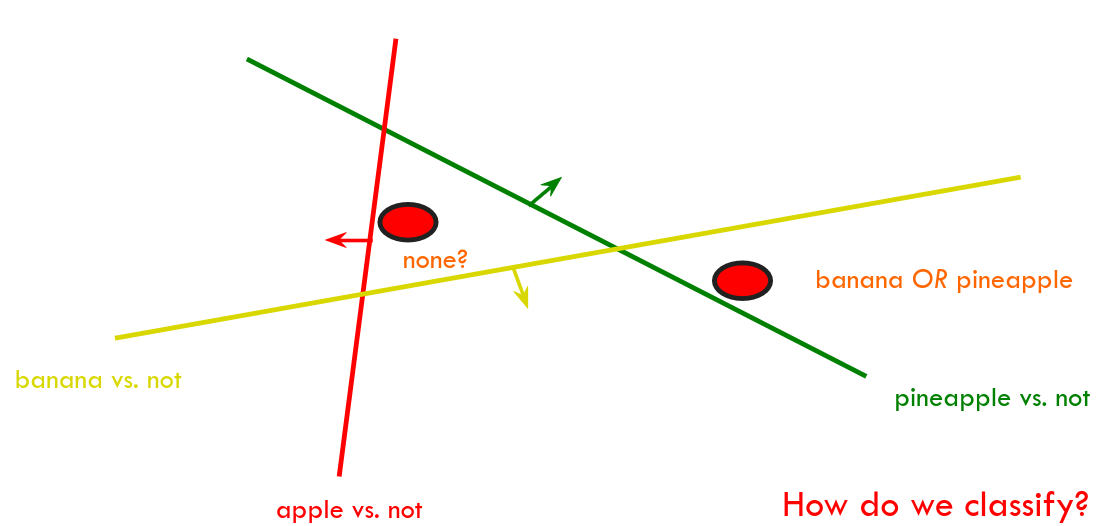 none?
banana OR pineapple
banana vs. not
pineapple vs. not
apple vs. not
How do we classify?